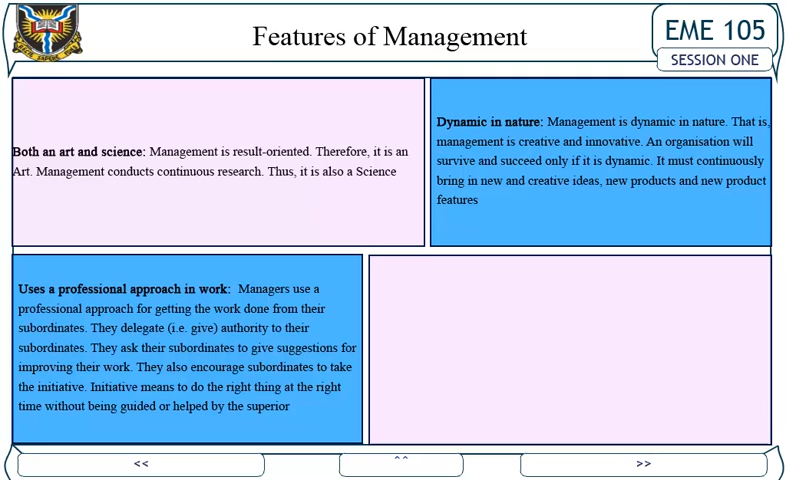 Features of Management
EME 105
SESSION ONE
Both an art and science: Management is result-oriented. Therefore, it is an
Art. Management conducts continuous research. Thus, it is also a Science
Dynamic in nature: Management is dynamic in nature. That is,
management is creative and innovative. An organisation will
survive and succeed only if it is dynamic. It must continuously
bring in new and creative ideas, new products and new product
features
Uses a professional approach in work: Managers use a
professional approach for getting the work done from their
subordinates. They delegate (i.e. give) authority to their
subordinates. They ask their subordinates to give suggestions for
improving their work. They also encourage subordinates to take
the initiative. Initiative means to do the right thing at the right
time without being guided or helped by the superior
<<
^^
>>